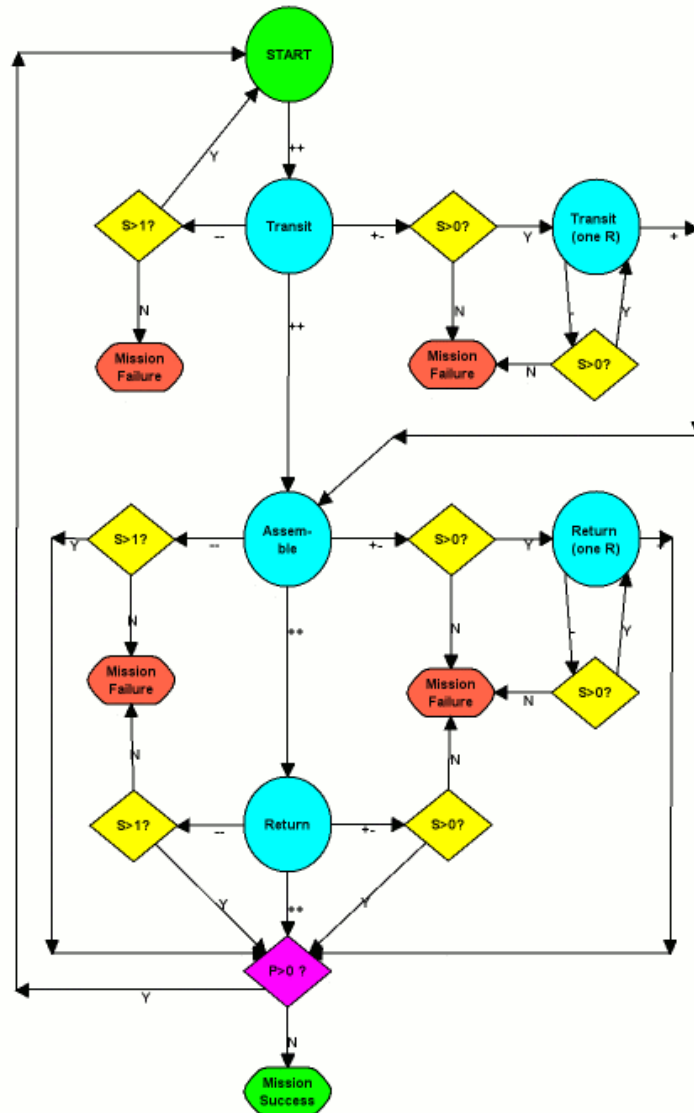 START
++
Y
S>1?
--
Transit
+-
S>0?
Y
Transit
(one R)
+
N
++
N
-
Y
Mission
Failure
Mission
Failure
N
S>0?
Y
S>1?
--
Assem-
ble
+-
S>0?
Y
Return
(one R)
+
N
++
N
-
Y
Mission
Failure
Mission
Failure
N
S>0?
N
N
S>1?
--
Return
+-
S>0?
Y
++
Y
P>0 ?
Y
N
Mission
Success